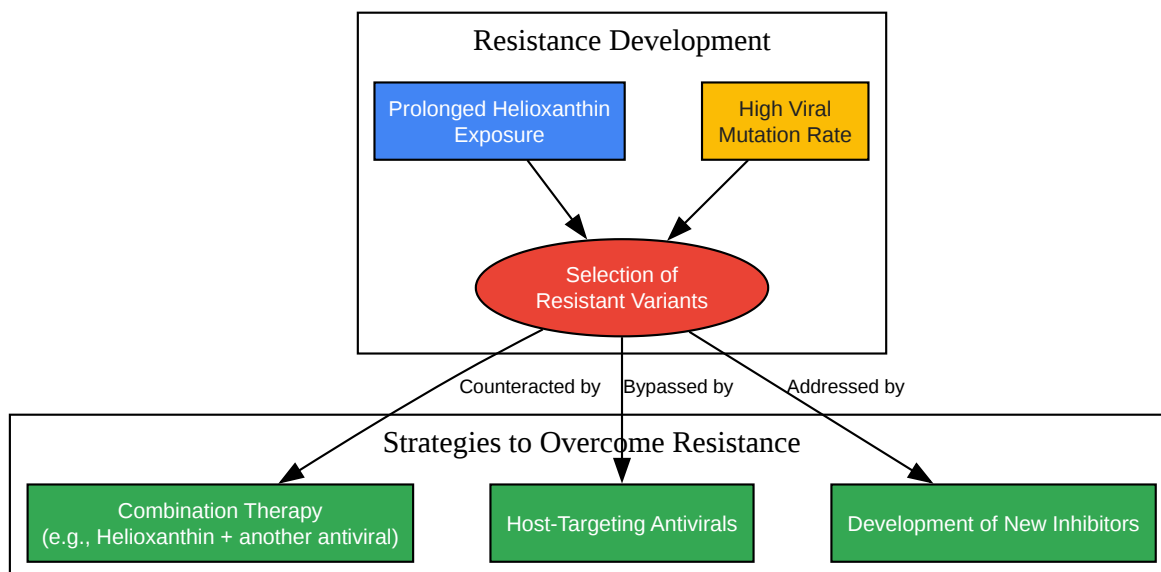 Resistance Development
Prolonged Helioxanthin
Exposure
High Viral
Mutation Rate
Selection of
Resistant Variants
Counteracted by
Bypassed by
Addressed by
Strategies to Overcome Resistance
Combination Therapy
(e.g., Helioxanthin + another antiviral)
Host-Targeting Antivirals
Development of New Inhibitors